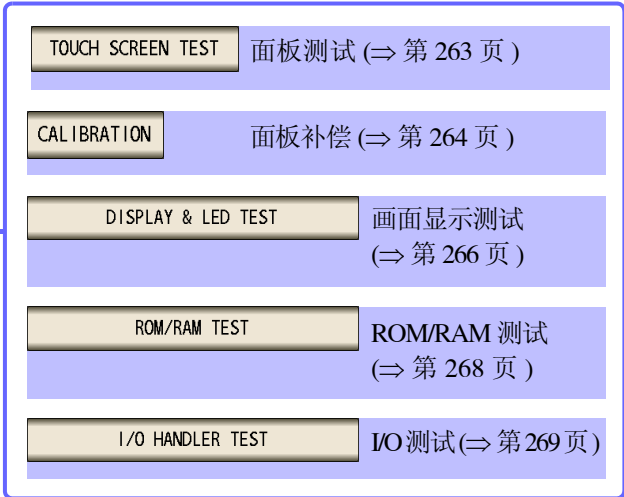 TOUCH SCREEN TEST 面板测试 (⇒ 第 263 页 )
CALIBRATION 面板补偿 (⇒ 第 264 页 )
DISPLAY & LED TEST 画面显示测试
(⇒ 第 266 页 )
ROM/RAM TEST ROM/RAM 测试
(⇒ 第 268 页 )
I/O HANDLER TEST I/O 测试 (⇒ 第 269 页 )